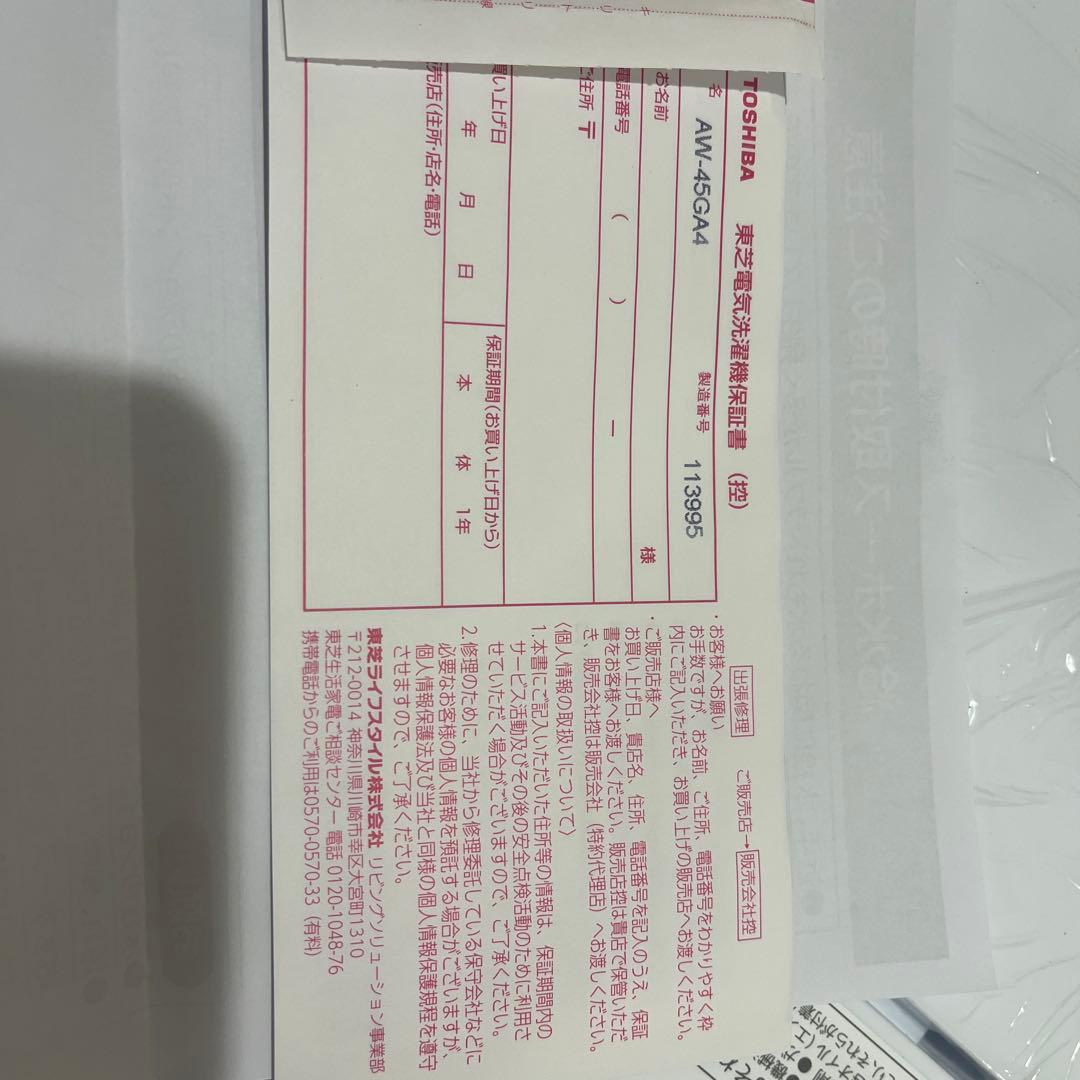 キリトリ線
TOSHIBA 東芝電気洗濯機保証書 (控)
名 AW-45GA4 製造番号 113995
お名前 様
電話番号 ( ) ー
ご住所 〒
買い上げ日 年 月 日
保証期間(お買い上げ日から)
本 体 1年
売店(住所・店名・電話)
出張修理 ご販売店→販売会社控
・お客様へお願い
お手数ですが、お名前、ご住所、電話番号をわかりやすく枠
内にご記入いただき、お買い上げの販売店へお渡しください。
・ご販売店様へ
お買い上げ日、貴店名、住所、電話番号を記入のうえ、保証
書をお客様へお渡しください。販売店控は貴店で保管いただ
き、販売会社控は販売会社(特約代理店)へお渡しください。
〈個人情報の取扱いについて〉
1.本書にご記入いただいた住所等の情報は、保証期間内の
サービス活動及びその後の安全点検活動のために利用さ
せていただく場合がございますので、ご了承ください。
2.修理のために、当社から修理委託している保守会社などに
必要なお客様の個人情報を預託する場合がございますが、
個人情報保護法及び当社と同様の個人情報保護規程を遵守
させますので、ご了承ください。
東芝ライフスタイル株式会社 リビングソリューション事業部
〒212-0014 神奈川県川崎市幸区大宮町1310
東芝生活家電ご相談センター 電話 0120-1048-76
携帯電話からのご利用は0570-0570-33 (有料)